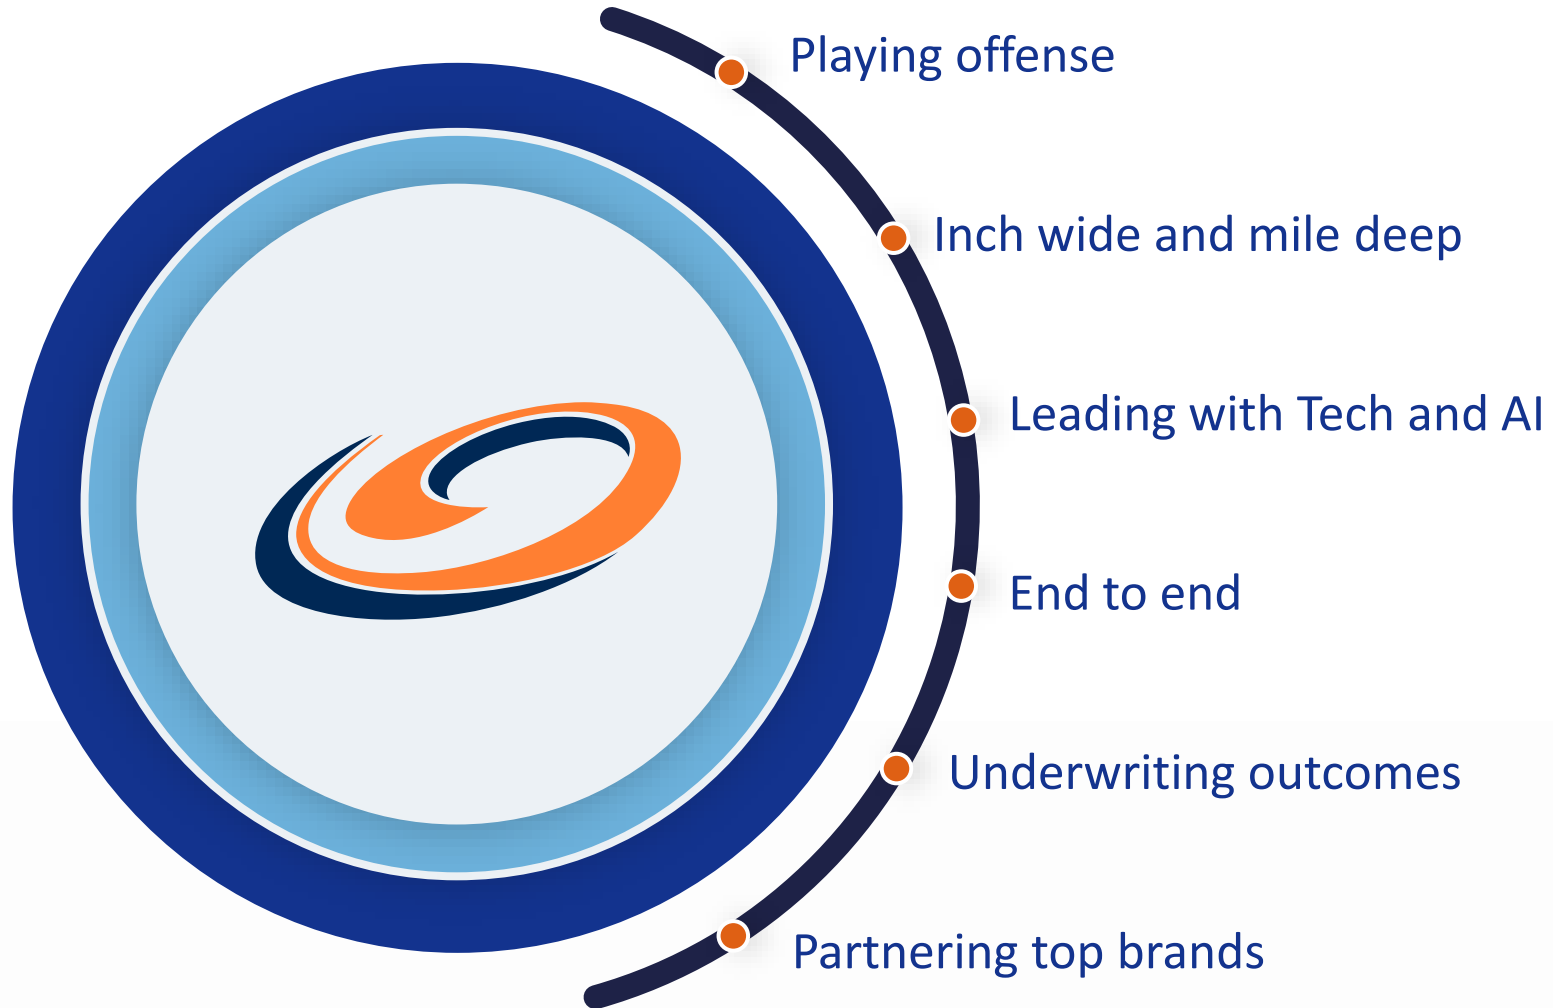 Playing offense
Inch wide and mile deep
Leading with Tech and AI
End to end
Underwriting outcomes
Partnering top brands